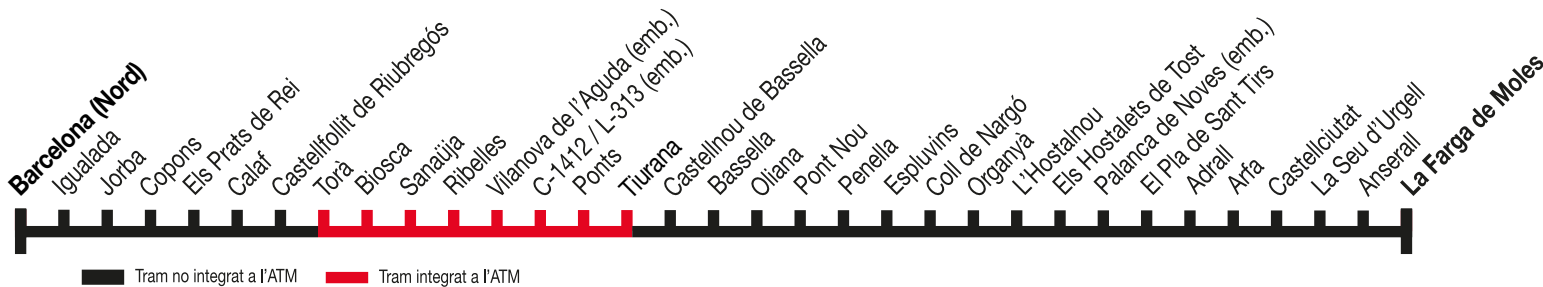 Barcelona (Nord)
Igualada
Jorba
Copons
Els Prats de Rei
Calaf
Castellfollit de Riubregós
Torà
Biosca
Sanaüja
Ribelles
Vilanova de l'Aguda (emb.)
C-1412 / L-313 (emb.)
Ponts
Tiurana
Castellnou de Bassella
Bassella
Oliana
Pont Nou
Penella
Espluvins
Coll de Nargó
Organyà
L'Hostalnou
Els Hostalets de Tost
Palanca de Noves (emb.)
El Pla de Sant Tirs
Adrall
Arfa
Castellciutat
La Seu d'Urgell
Anserall
La Farga de Moles
Tram no integrat a l'ATM
Tram integrat a l'ATM